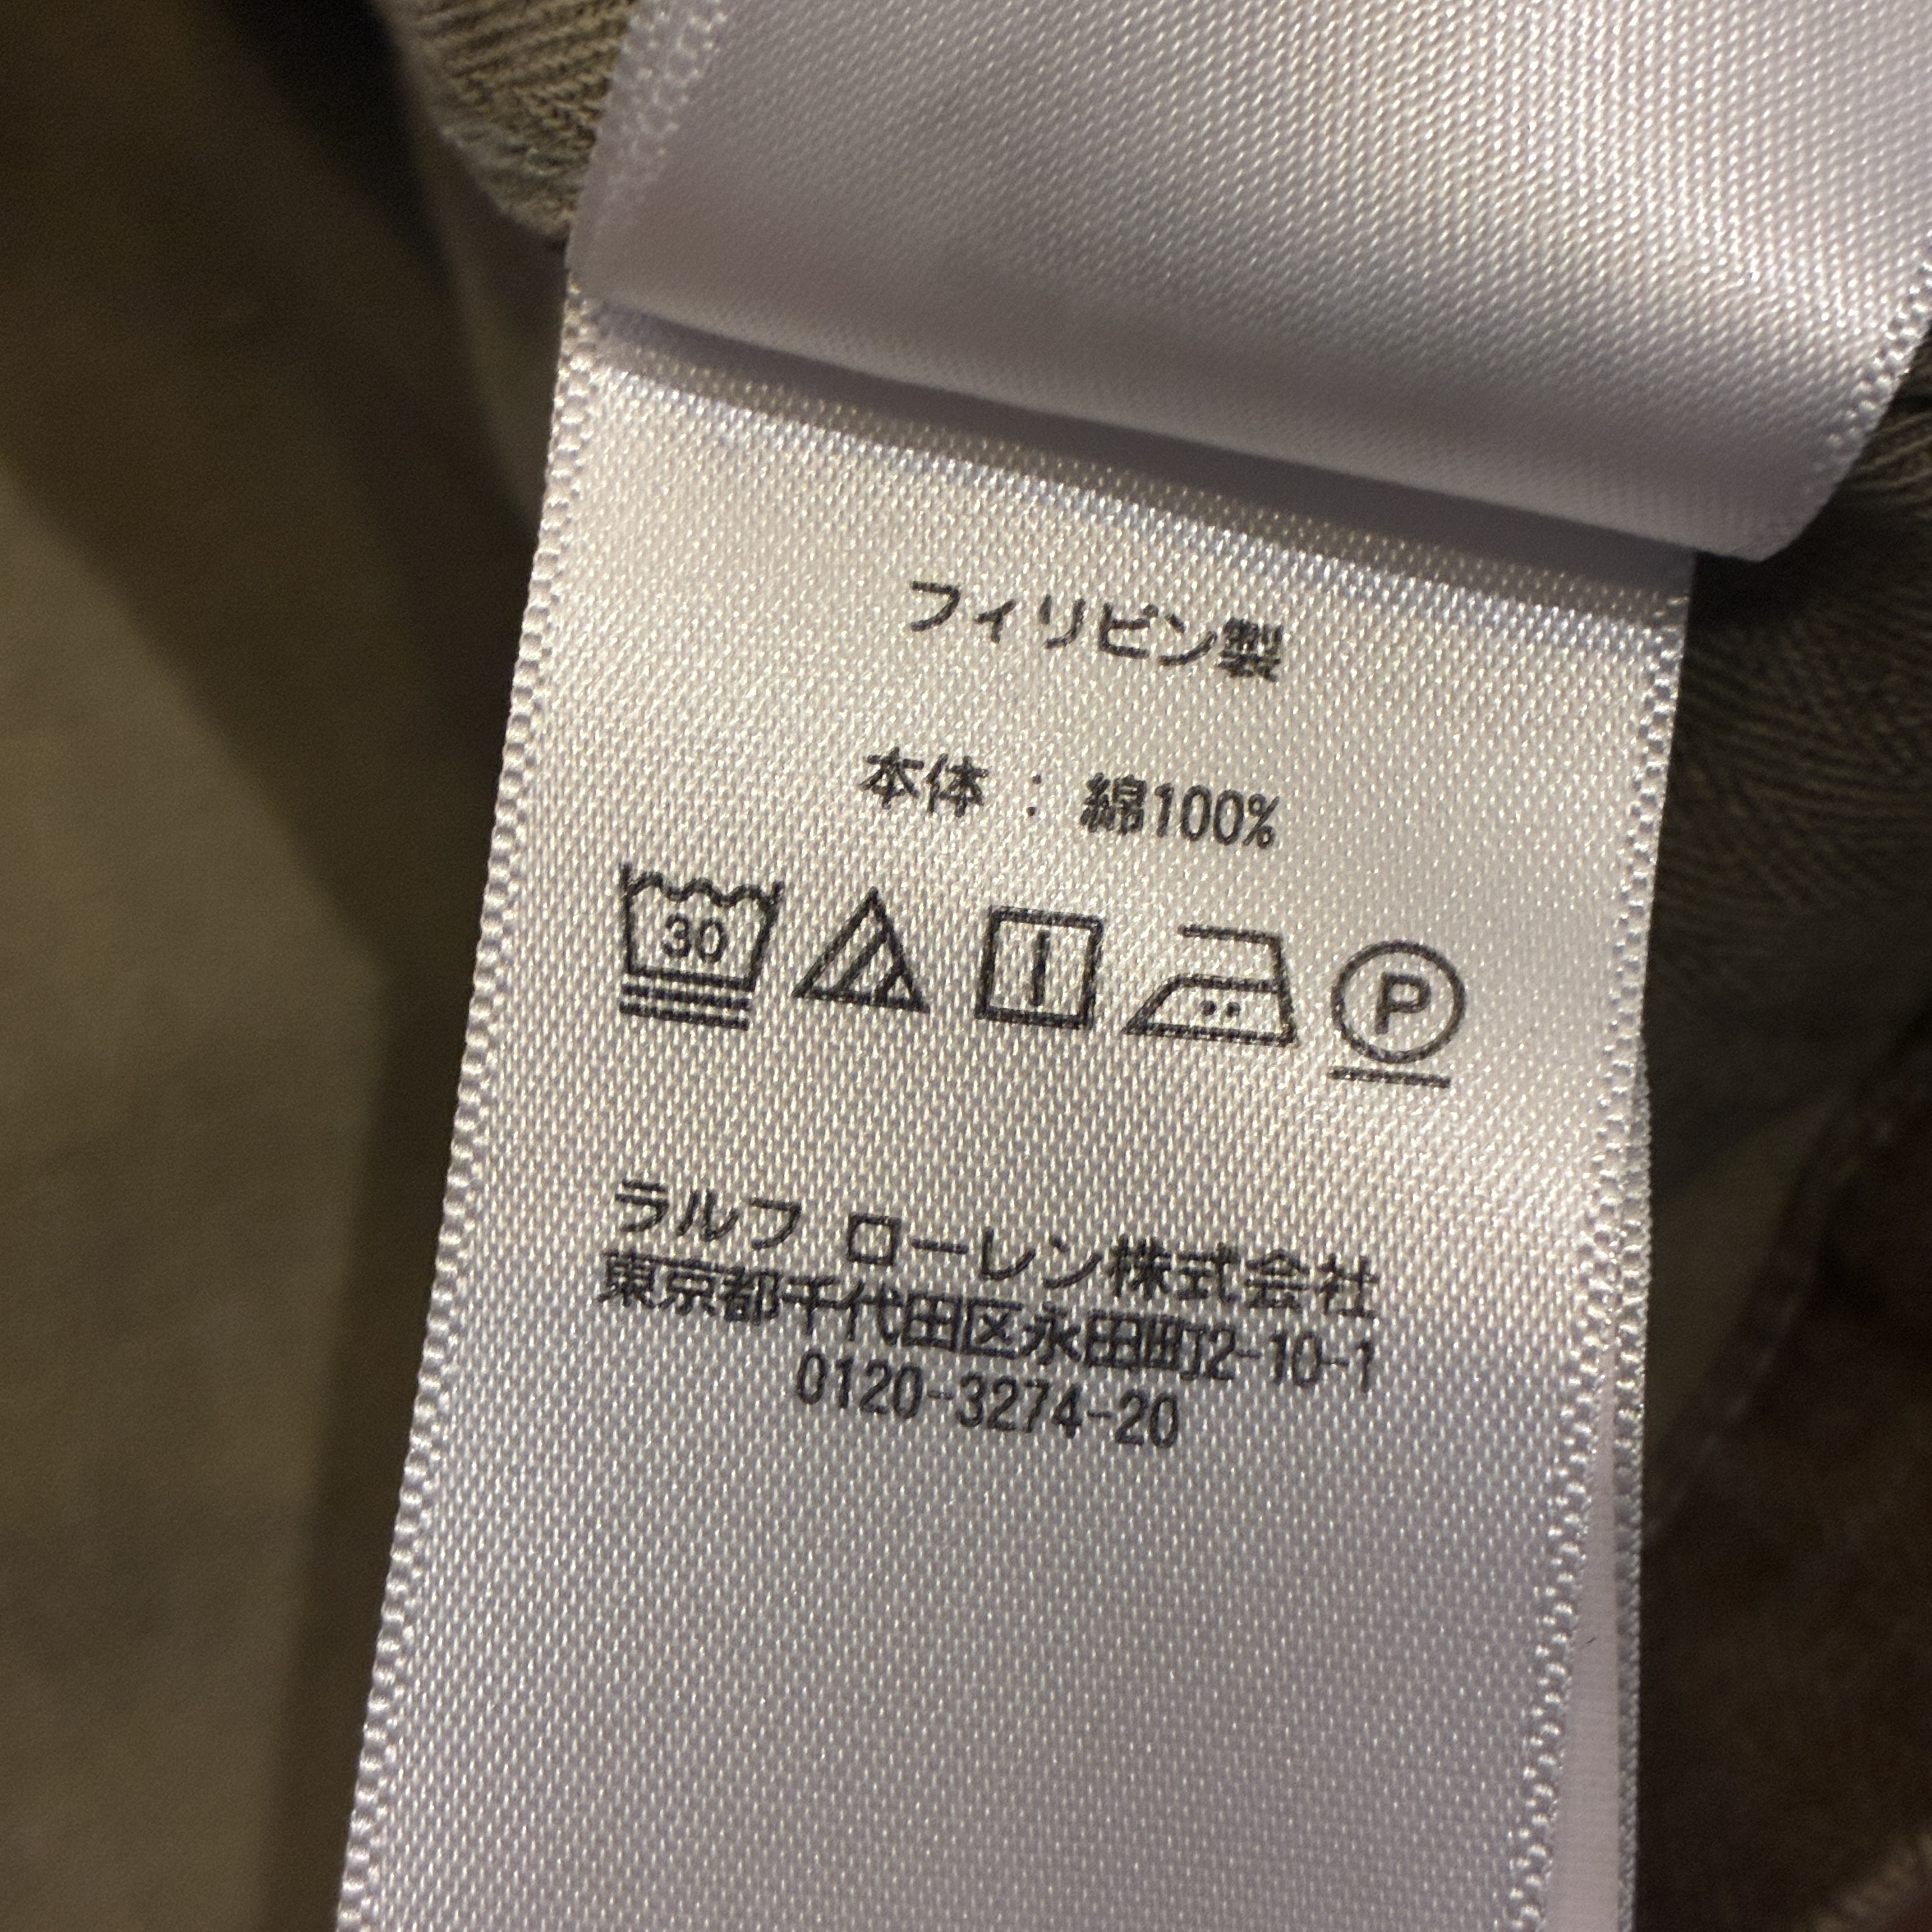 フィリピン製
本体 : 綿100%
30 P
ラルフ ローレン株式会社
東京都千代田区永田町2-10-1
0120-3274-20